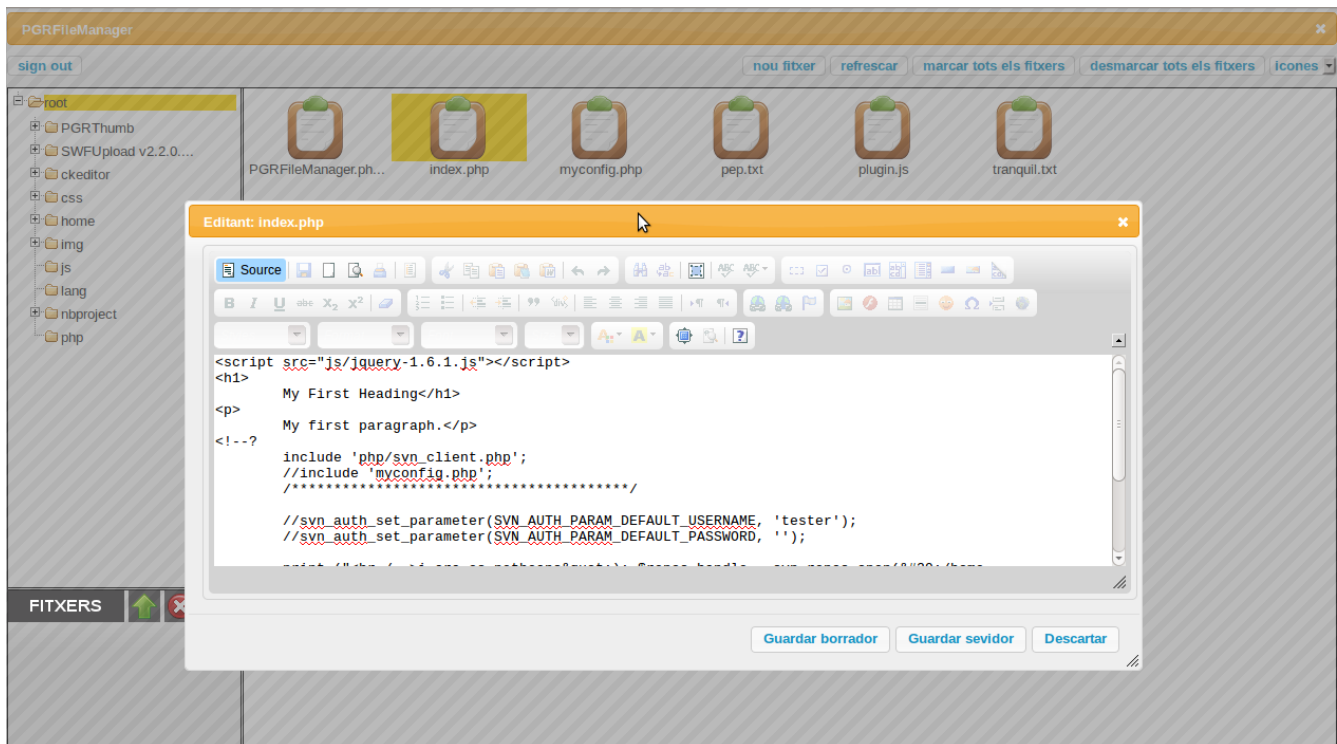 PGRFileManager
sign out
nou fitxer refrescar marcar tots els fitxers desmarcar tots els fitxers icones
root
PGRThumb
SWFUpload v2.2.0....
ckeditor
css
home
img
js
lang
nbproject
php
PGRFileManager.ph... index.php myconfig.php pep.txt plugin.js tranquil.txt
Editant: index.php
Source
B I U abc X₂ X²
<script src="js/jquery-1.6.1.js"></script>
<h1>
My First Heading</h1>
<p>
My first paragraph.</p>
<!--?
include 'php/svn_client.php';
//include 'myconfig.php';
/****************************************/
//svn_auth_set_parameter(SVN_AUTH_PARAM_DEFAULT_USERNAME, 'tester');
//svn_auth_set_parameter(SVN_AUTH_PARAM_DEFAULT_PASSWORD, '');
FITXERS
Guardar borrador Guardar sevidor Descartar